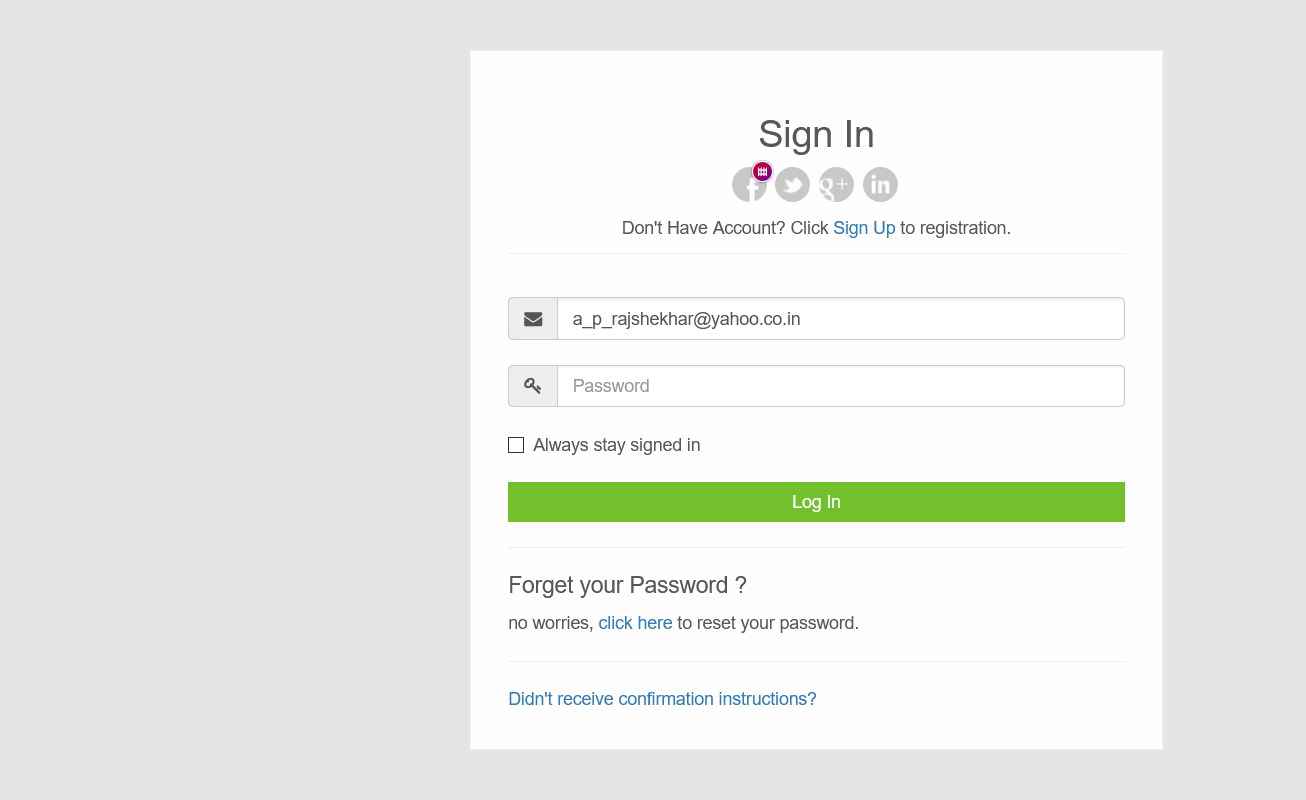 Sign In
Don't Have Account? Click Sign Up to registration.
a_p_rajshekhar@yahoo.co.in
Password
Always stay signed in
Log In
Forget your Password ?
no worries, click here to reset your password.
Didn't receive confirmation instructions?